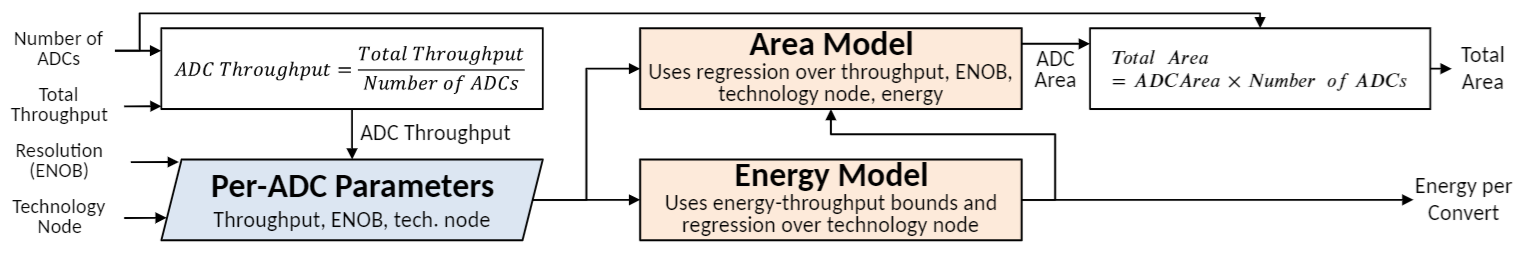 Number of
ADCs
Total
Throughput
Resolution
(ENOB)
Technology
Node
ADC Throughput = Total Throughput / Number of ADCs
ADC Throughput
Per-ADC Parameters
Throughput, ENOB, tech. node
Area Model
Uses regression over throughput, ENOB,
technology node, energy
Energy Model
Uses energy-throughput bounds and
regression over technology node
ADC
Area
Total Area
= ADCArea × Number of ADCs
Total
Area
Energy per
Convert